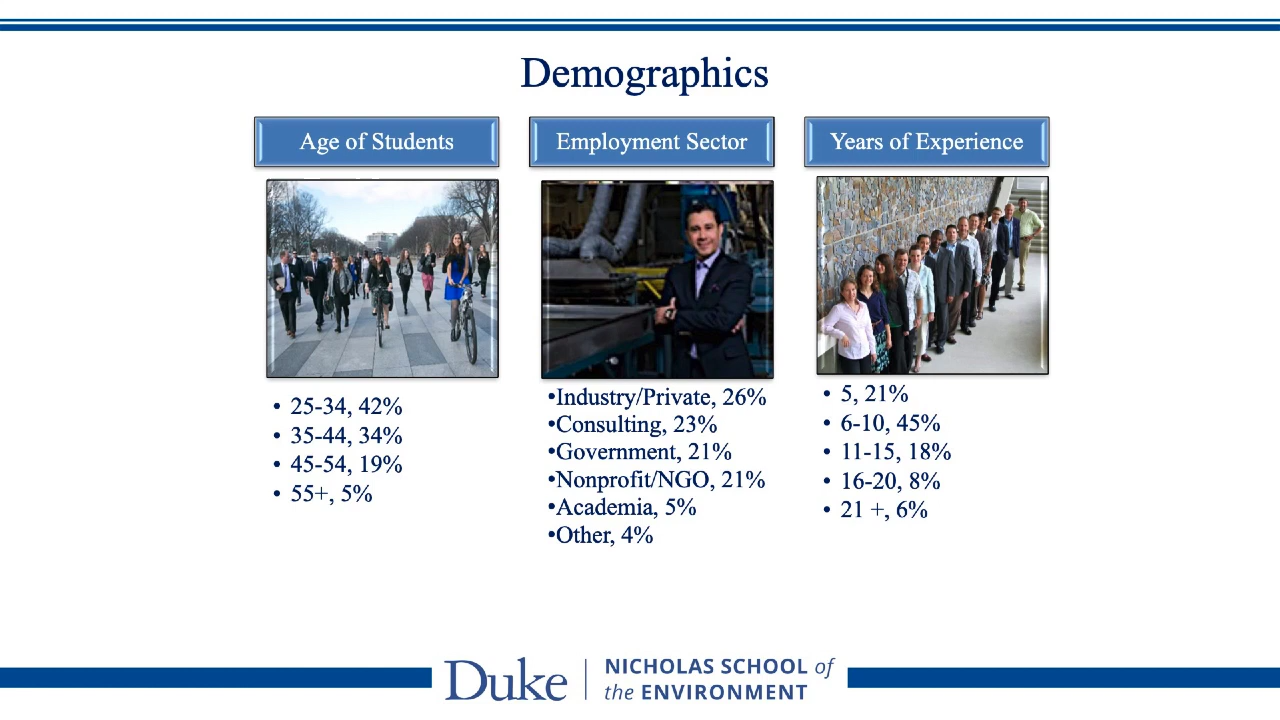 Demographics
Age of Students
• 25-34, 42%
• 35-44, 34%
• 45-54, 19%
• 55+, 5%
Employment Sector
•Industry/Private, 26%
•Consulting, 23%
•Government, 21%
•Nonprofit/NGO, 21%
•Academia, 5%
•Other, 4%
Years of Experience
• 5, 21%
• 6-10, 45%
• 11-15, 18%
• 16-20, 8%
• 21 +, 6%
Duke
NICHOLAS SCHOOL of
the ENVIRONMENT